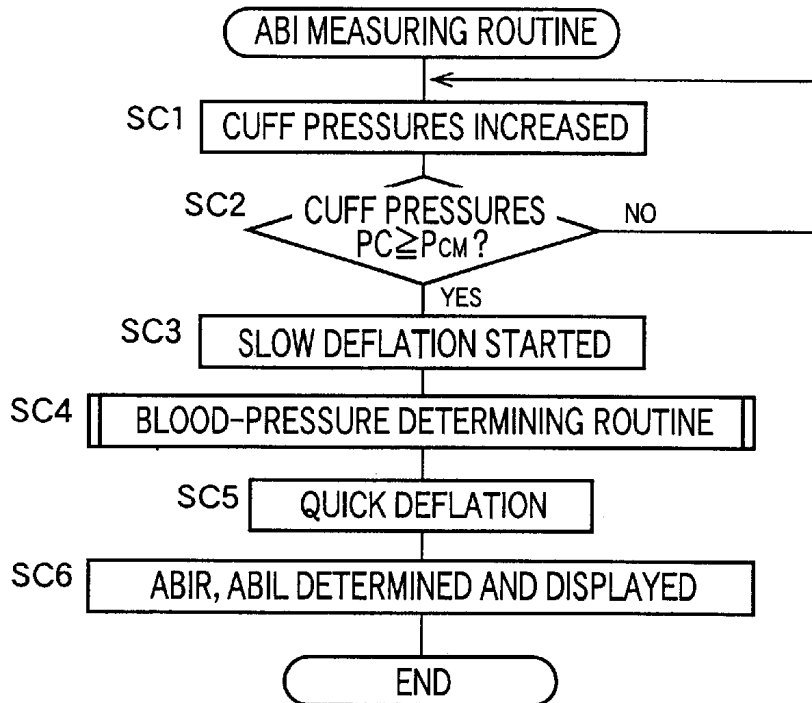 ABI MEASURING ROUTINE
SC1 CUFF PRESSURES INCREASED
SC2 CUFF PRESSURES
PC≧PCM?
NO
YES
SC3 SLOW DEFLATION STARTED
SC4 BLOOD-PRESSURE DETERMINING ROUTINE
SC5 QUICK DEFLATION
SC6 ABIR, ABIL DETERMINED AND DISPLAYED
END